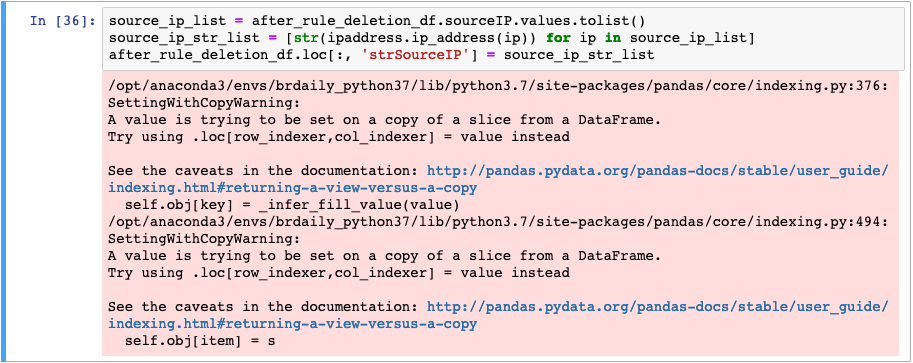 In [36]: source_ip_list = after_rule_deletion_df.sourceIP.values.tolist()
source_ip_str_list = [str(ipaddress.ip_address(ip)) for ip in source_ip_list]
after_rule_deletion_df.loc[:, 'strSourceIP'] = source_ip_str_list
/opt/anaconda3/envs/brdaily_python37/lib/python3.7/site-packages/pandas/core/indexing.py:376:
SettingWithCopyWarning:
A value is trying to be set on a copy of a slice from a DataFrame.
Try using .loc[row_indexer,col_indexer] = value instead

See the caveats in the documentation: http://pandas.pydata.org/pandas-docs/stable/user_guide/
indexing.html#returning-a-view-versus-a-copy
  self.obj[key] = _infer_fill_value(value)
/opt/anaconda3/envs/brdaily_python37/lib/python3.7/site-packages/pandas/core/indexing.py:494:
SettingWithCopyWarning:
A value is trying to be set on a copy of a slice from a DataFrame.
Try using .loc[row_indexer,col_indexer] = value instead

See the caveats in the documentation: http://pandas.pydata.org/pandas-docs/stable/user_guide/
indexing.html#returning-a-view-versus-a-copy
  self.obj[item] = s